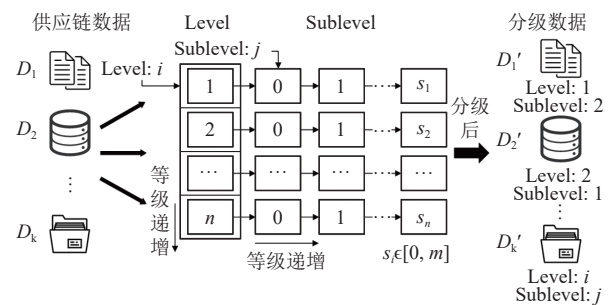 供应链数据
Level
Sublevel
分级数据
Sublevel: j
D₁
Level: i
1
0
1
s₁
D₁′
Level: 1
Sublevel: 2
D₂
2
0
1
s₂
分级后
D₂′
Level: 2
Sublevel: 1
⋮
等级递增
…
…
…
…
⋮
Dk
n
0
1
sₙ
Dk′
等级递增
sᵢϵ[0, m]
Level: i
Sublevel: j